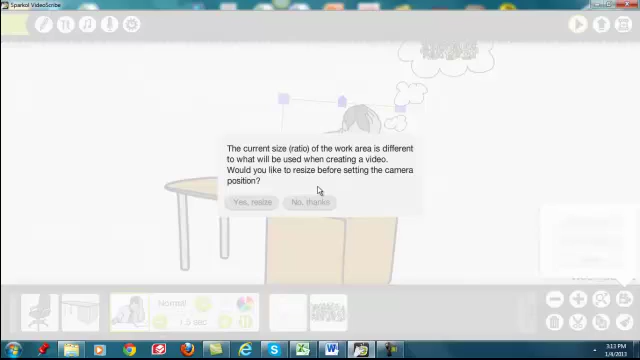 Sparkol VideoScribe
The current size (ratio) of the work area is different
to what will be used when creating a video.
Would you like to resize before setting the camera
position?
Yes, resize
No, thanks
Normal
1.5 sec
3:13 PM
1/4/2013